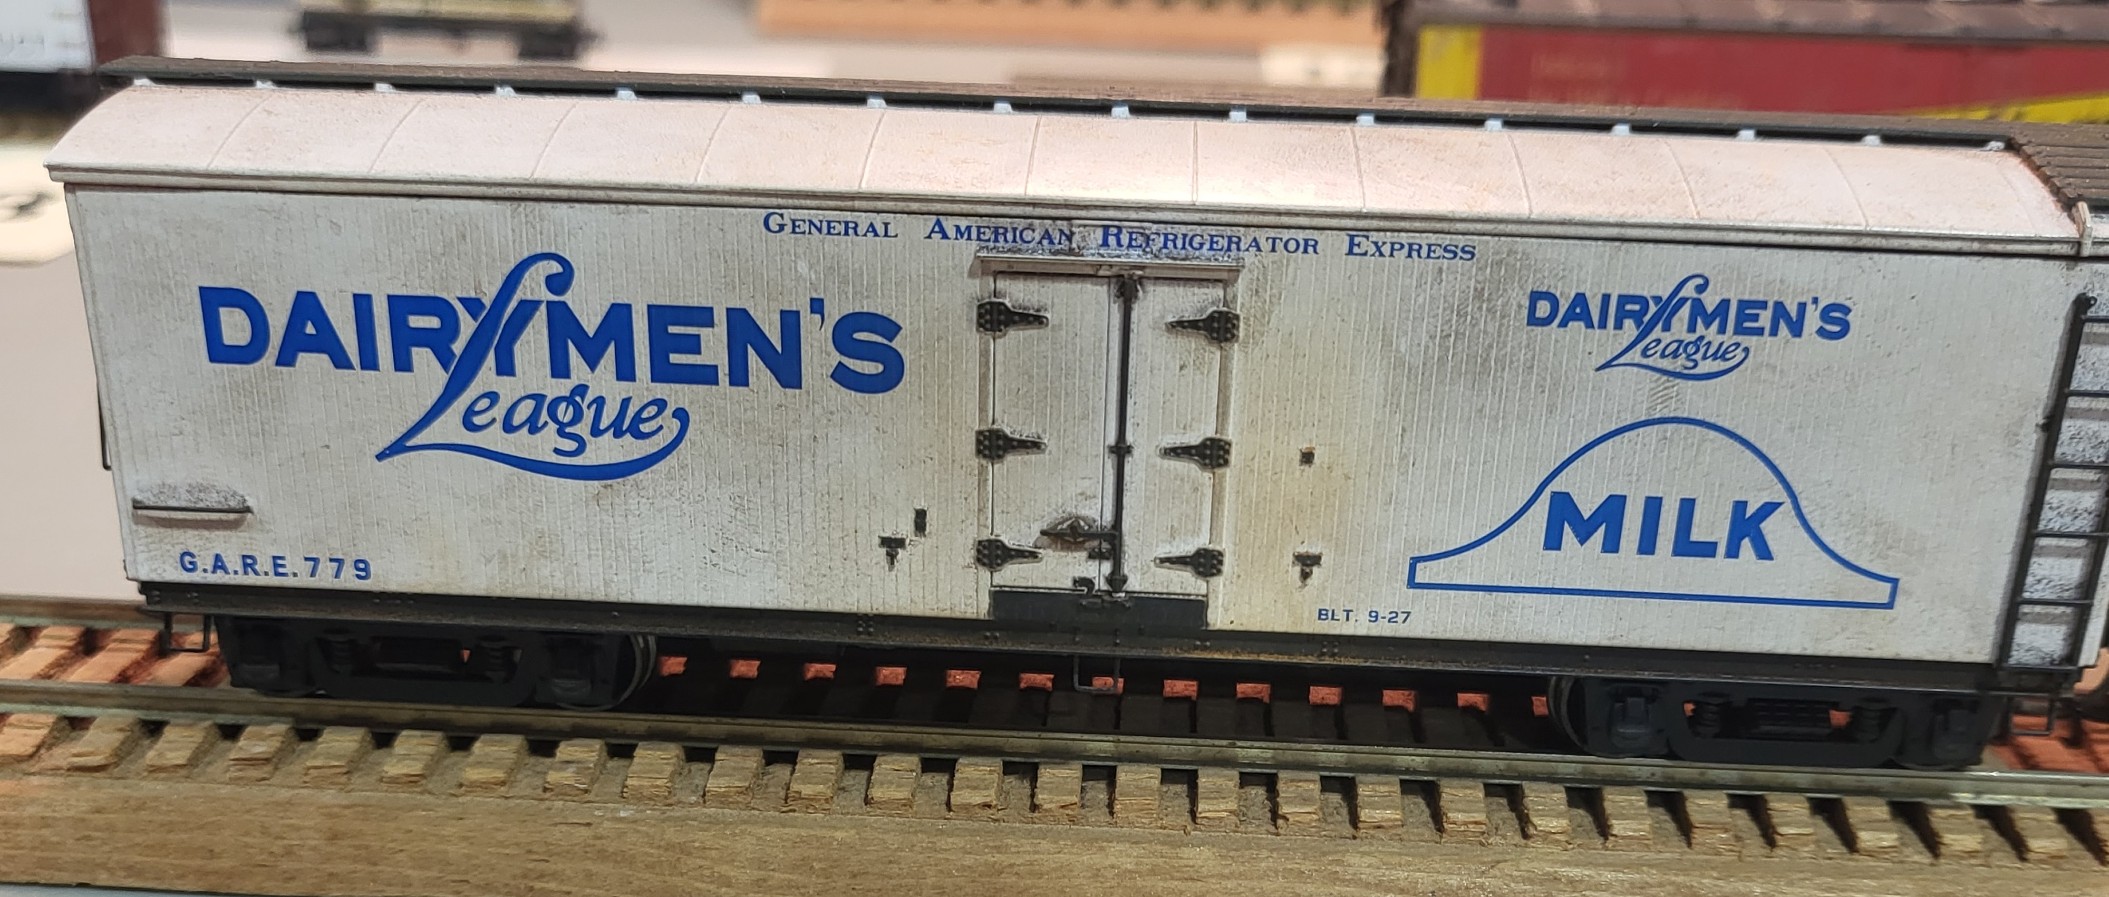 General American Refrigerator Express
DAIRYMEN'S
League
G.A.R.E. 779
DAIRYMEN'S
League
MILK
BLT. 9-27